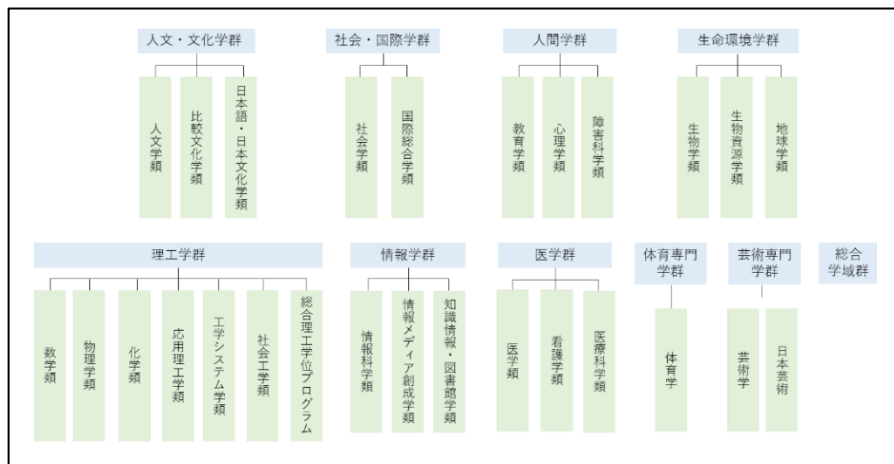 人文・文化学群
人文学類
比較文化学類
日本語・日本文化学類
社会・国際学群
社会学類
国際総合学類
人間学群
教育学類
心理学類
障害科学類
生命環境学群
生物学類
生物資源学類
地球学類
理工学群
数学類
物理学類
化学類
応用理工学類
工学システム学類
社会工学類
総合理工学位プログラム
情報学群
情報科学類
情報メディア創成学類
知識情報・図書館学類
医学群
医学類
看護学類
医療科学類
体育専門
学群
体育学
芸術専門
学群
芸術学
日本芸術
総合
学域群